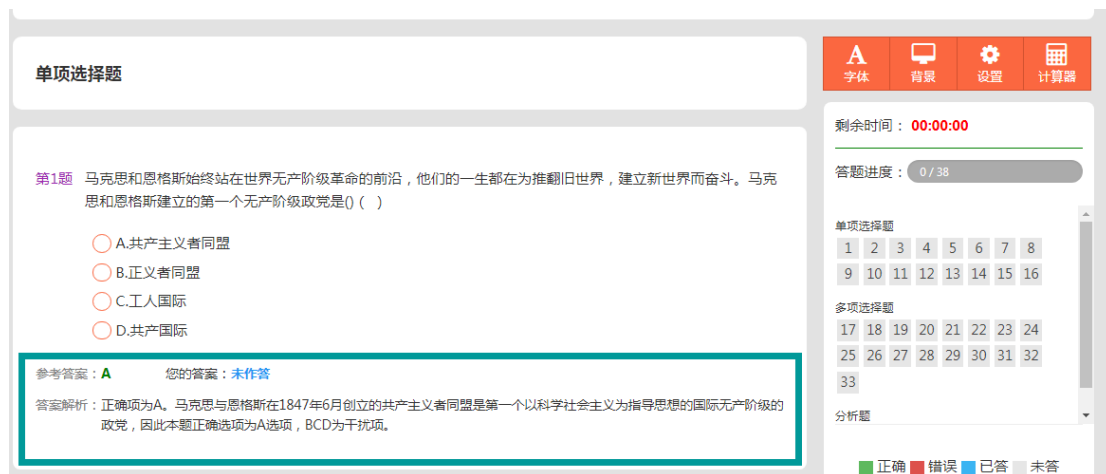 单项选择题
第1题 马克思和恩格斯始终站在世界无产阶级革命的前沿，他们的一生都在为推翻旧世界，建立新世界而奋斗。马克
思和恩格斯建立的第一个无产阶级政党是() ( )
A.共产主义者同盟
B.正义者同盟
C.工人国际
D.共产国际
参考答案：A 您的答案：未作答
答案解析：正确项为A。马克思与恩格斯在1847年6月创立的共产主义者同盟是第一个以科学社会主义为指导思想的国际无产阶级的
政党，因此本题正确选项为A选项，BCD为干扰项。
A 字体 背景 设置 计算器
剩余时间：00:00:00
答题进度：0 / 38
单项选择题
1 2 3 4 5 6 7 8
9 10 11 12 13 14 15 16
多项选择题
17 18 19 20 21 22 23 24
25 26 27 28 29 30 31 32
33
分析题
正确 错误 已答 未答